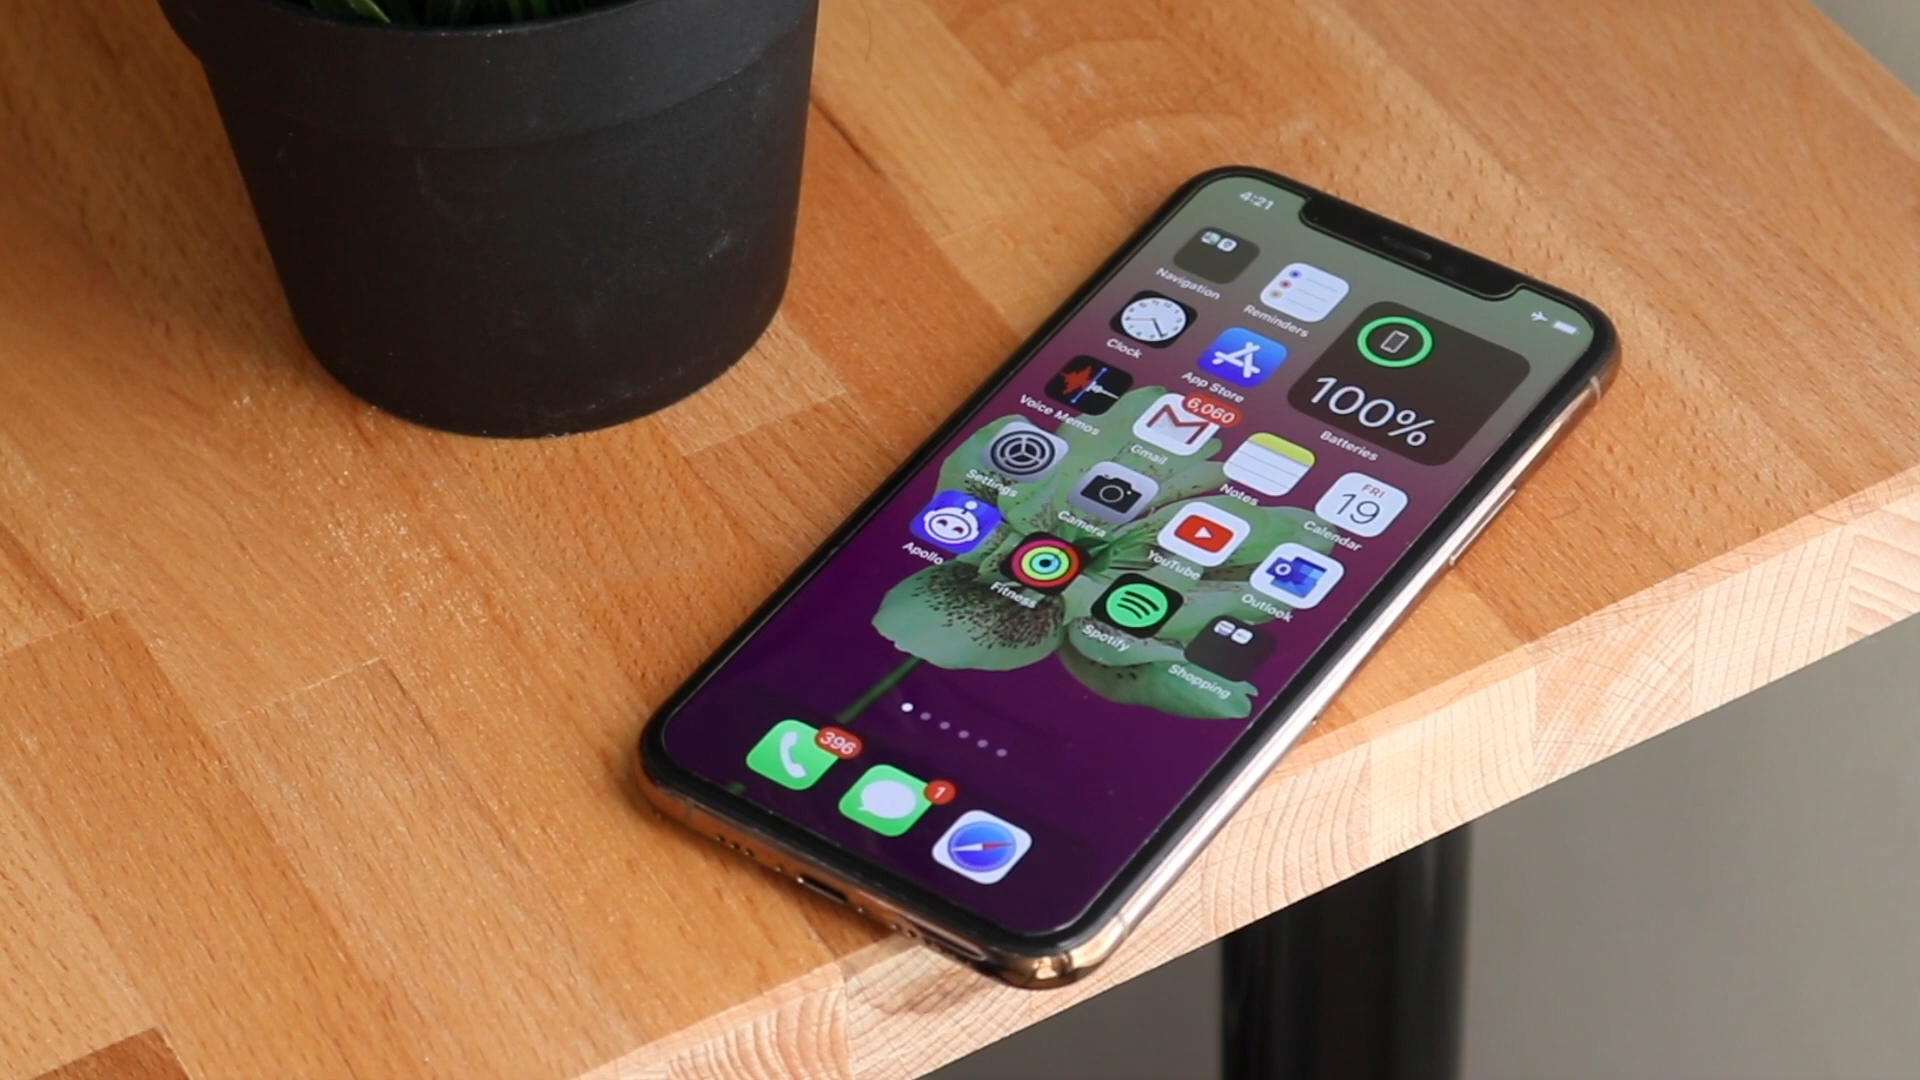 4:21
Navigation
Reminders
Clock
App Store
100%
Batteries
Voice Memos
6,060
Gmail
Notes
FRI
19
Calendar
Settings
Camera
YouTube
Outlook
Apollo
Fitness
Spotify
Shopping
396
1